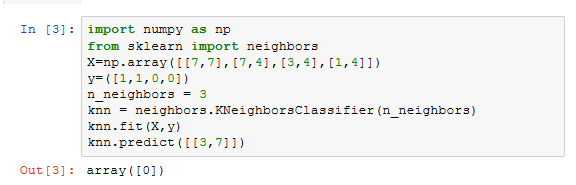 In [3]: import numpy as np
from sklearn import neighbors
X=np.array([[7,7],[7,4],[3,4],[1,4]])
y=([1,1,0,0])
n_neighbors = 3
knn = neighbors.KNeighborsClassifier(n_neighbors)
knn.fit(X,y)
knn.predict([[3,7]])
Out[3]: array([0])